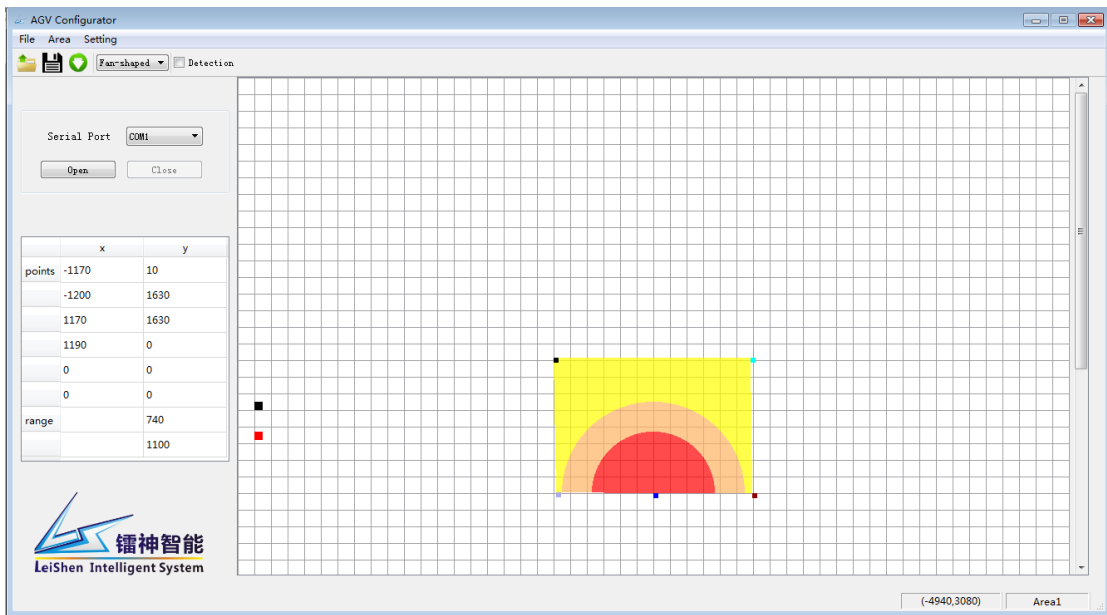 AGV Configurator
File Area Setting
Fan-shaped Detection
Serial Port COM1
Open Close
x y
points -1170 10
-1200 1630
1170 1630
1190 0
0 0
0 0
range 740
1100
镭神智能
LeiShen Intelligent System
(-4940,3080) Area1